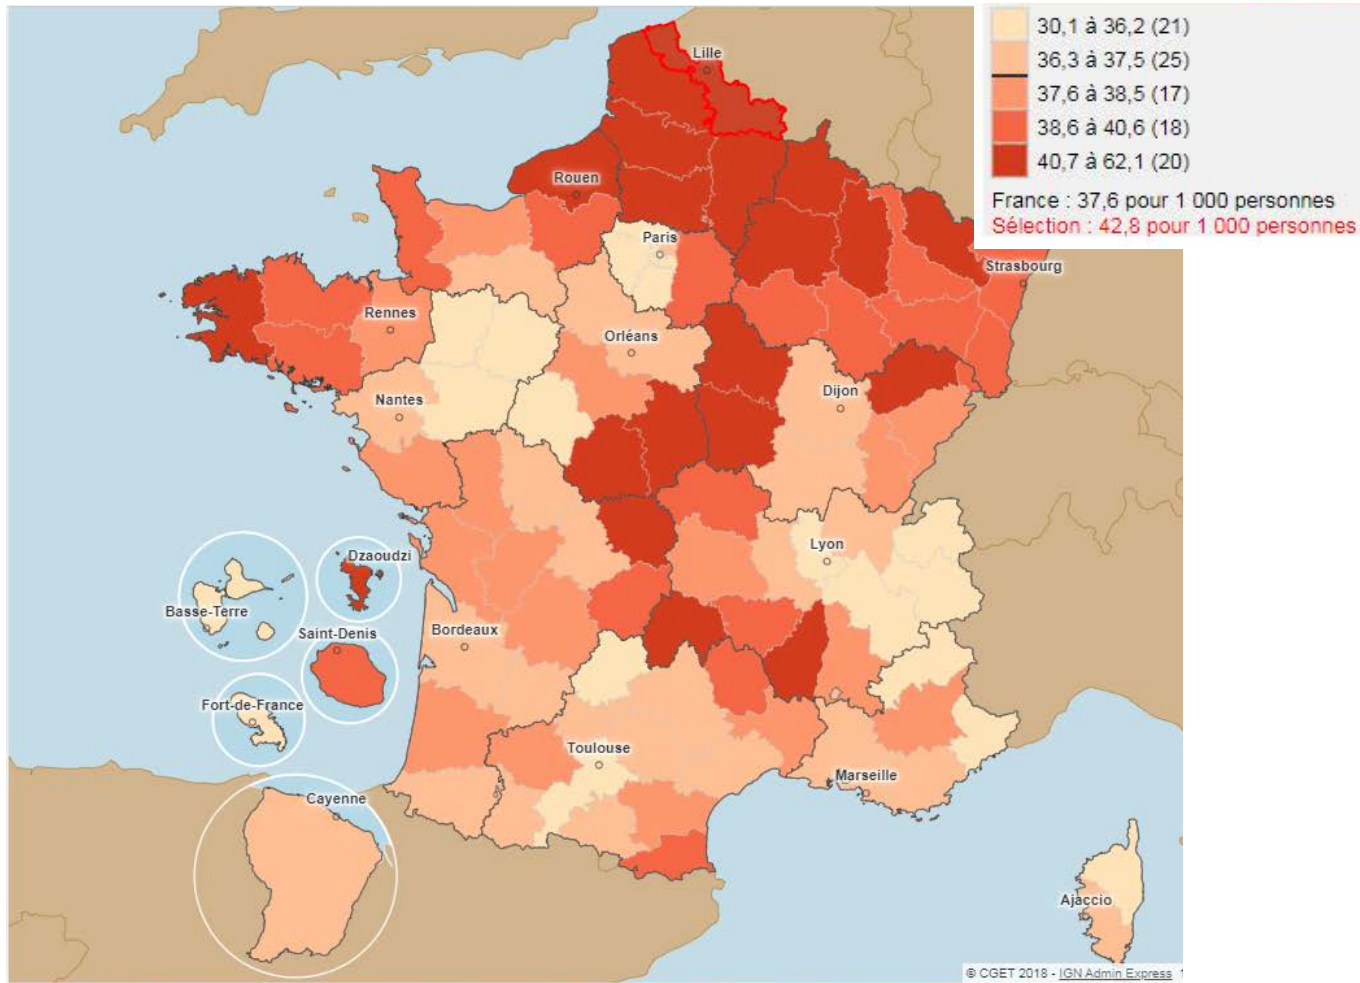 30,1 à 36,2 (21)
36,3 à 37,5 (25)
37,6 à 38,5 (17)
38,6 à 40,6 (18)
40,7 à 62,1 (20)
France : 37,6 pour 1 000 personnes
Sélection : 42,8 pour 1 000 personnes
Lille
Rouen
Paris
Strasbourg
Rennes
Orléans
Dijon
Nantes
Lyon
Dzaoudzi
Basse-Terre
Saint-Denis
Bordeaux
Fort-de-France
Toulouse
Marseille
Cayenne
Ajaccio
© CGET 2018 - IGN Admin Express